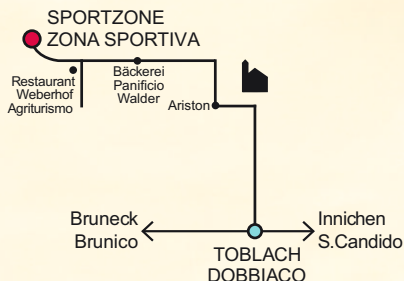 SPORTZONE
ZONA SPORTIVA
Restaurant
Weberhof
Agriturismo
Bäckerei
Panificio
Walder
Ariston
Bruneck
Brunico
Innichen
S.Candido
TOBLACH
DOBBIACO